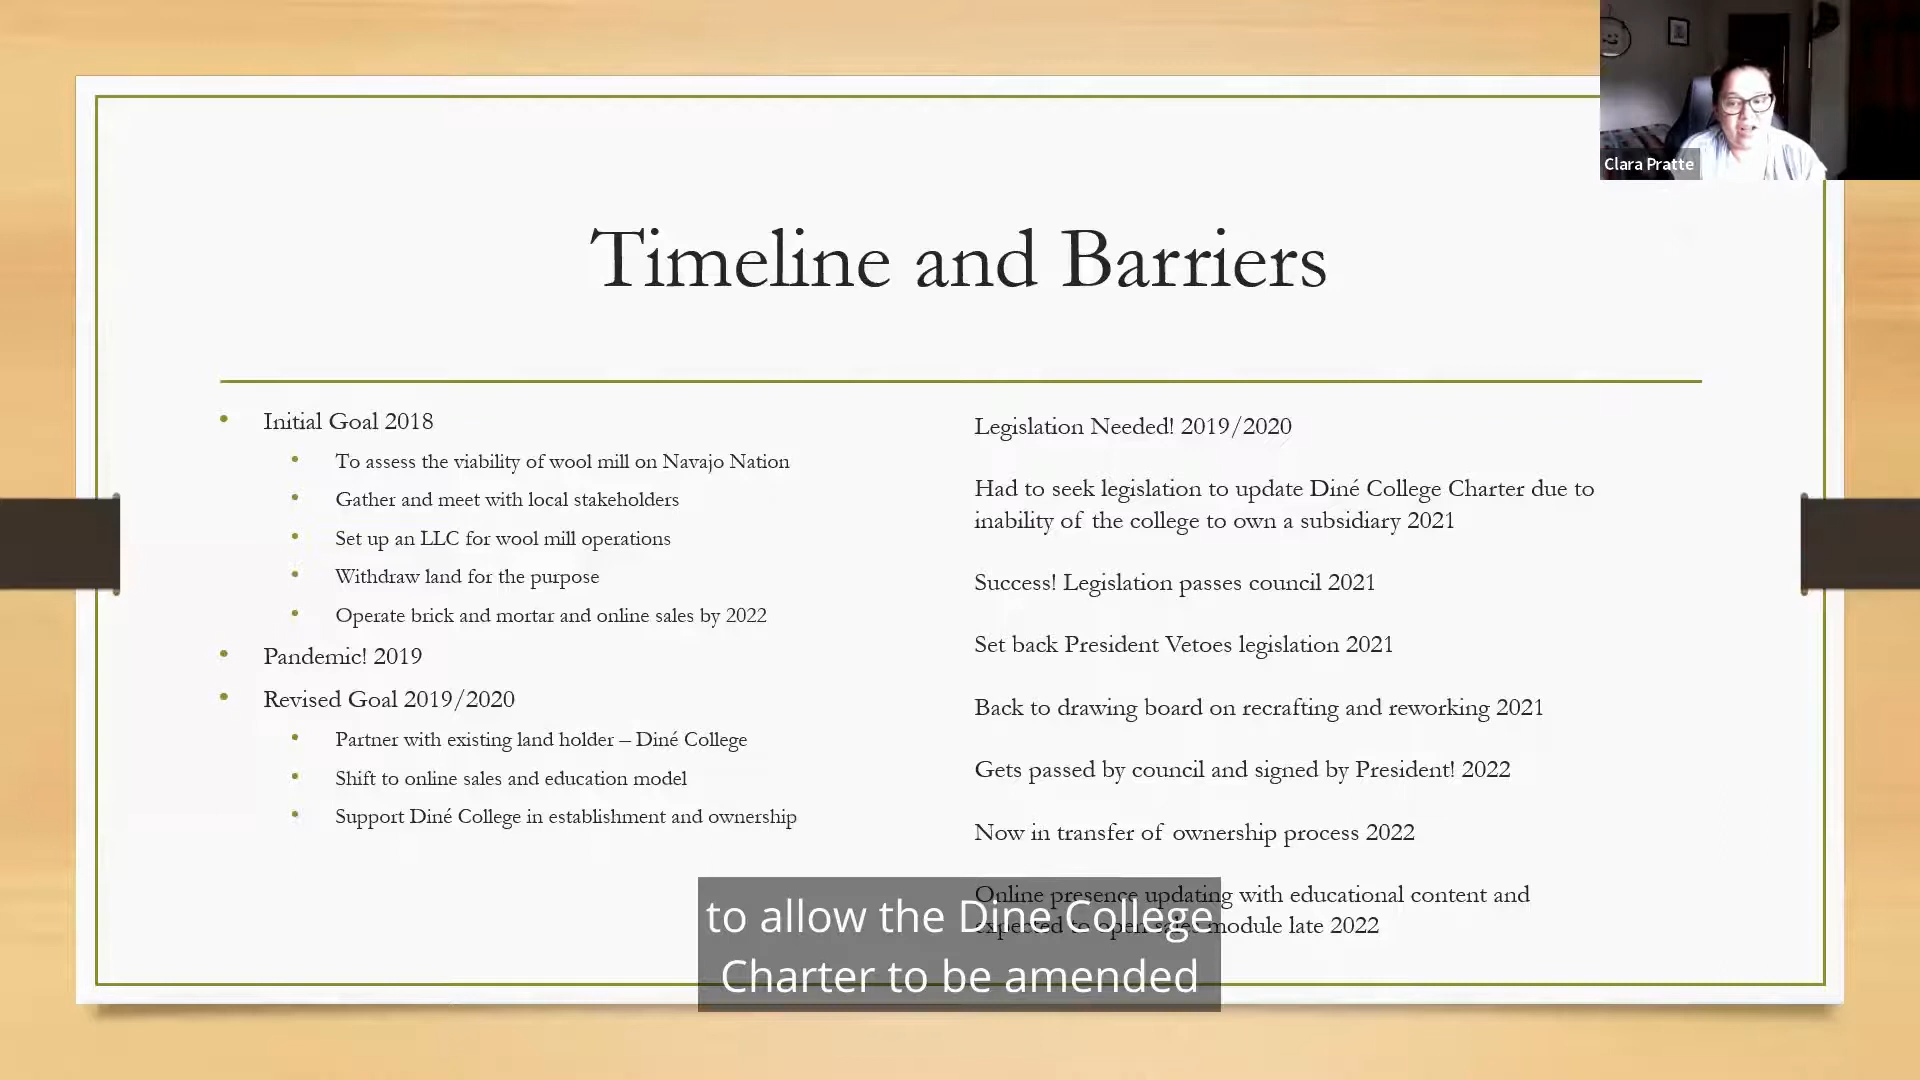 Clara Pratte
Timeline and Barriers
Initial Goal 2018
To assess the viability of wool mill on Navajo Nation
Gather and meet with local stakeholders
Set up an LLC for wool mill operations
Withdraw land for the purpose
Operate brick and mortar and online sales by 2022
Pandemic! 2019
Revised Goal 2019/2020
Partner with existing land holder – Diné College
Shift to online sales and education model
Support Diné College in establishment and ownership
Legislation Needed! 2019/2020
Had to seek legislation to update Diné College Charter due to
inability of the college to own a subsidiary 2021
Success! Legislation passes council 2021
Set back President Vetoes legislation 2021
Back to drawing board on recrafting and reworking 2021
Gets passed by council and signed by President! 2022
Now in transfer of ownership process 2022
Online presence updating with educational content and
expected to open sales module late 2022
to allow the Dine College
Charter to be amended